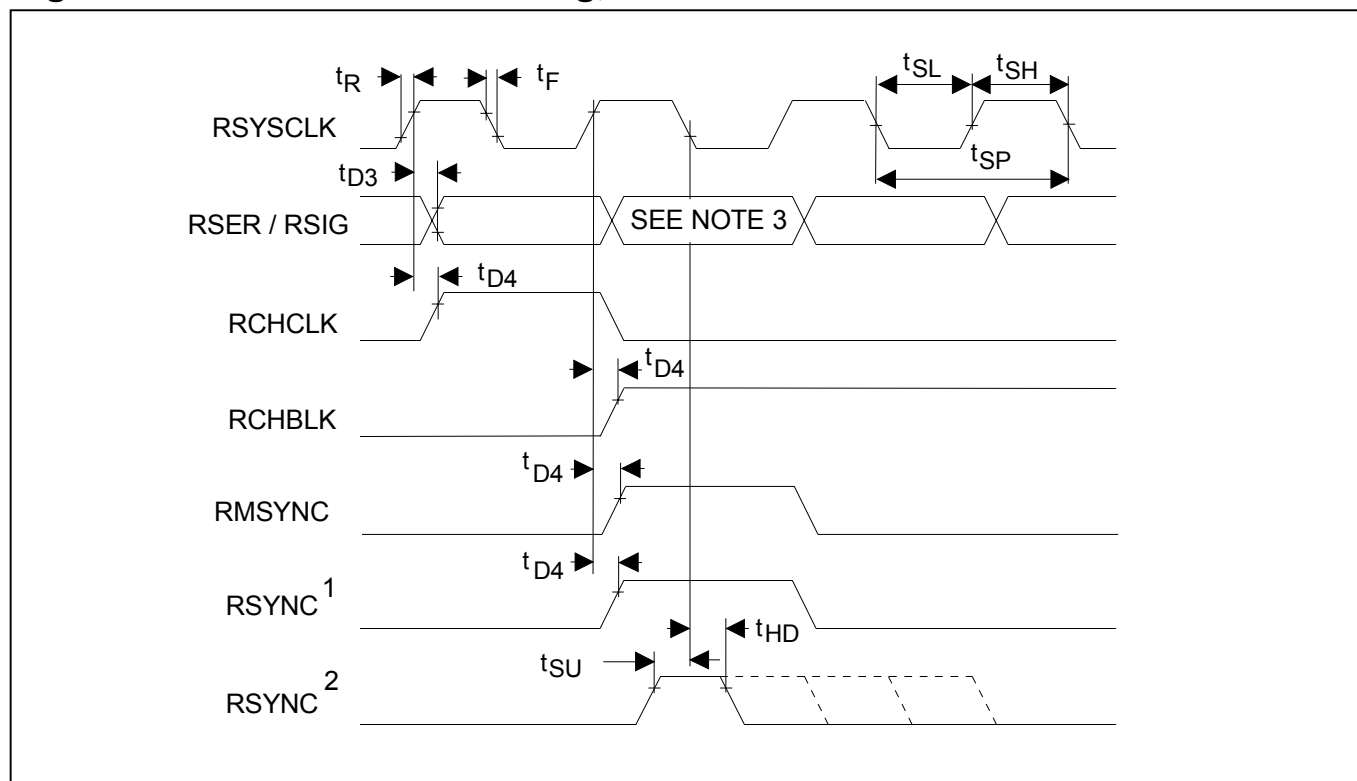 tR
tF
tSL
tSH
RSYSCLK
tSP
tD3
RSER / RSIG
SEE NOTE 3
tD4
RCHCLK
tD4
RCHBLK
tD4
RMSYNC
tD4
RSYNC 1
tHD
tSU
RSYNC 2